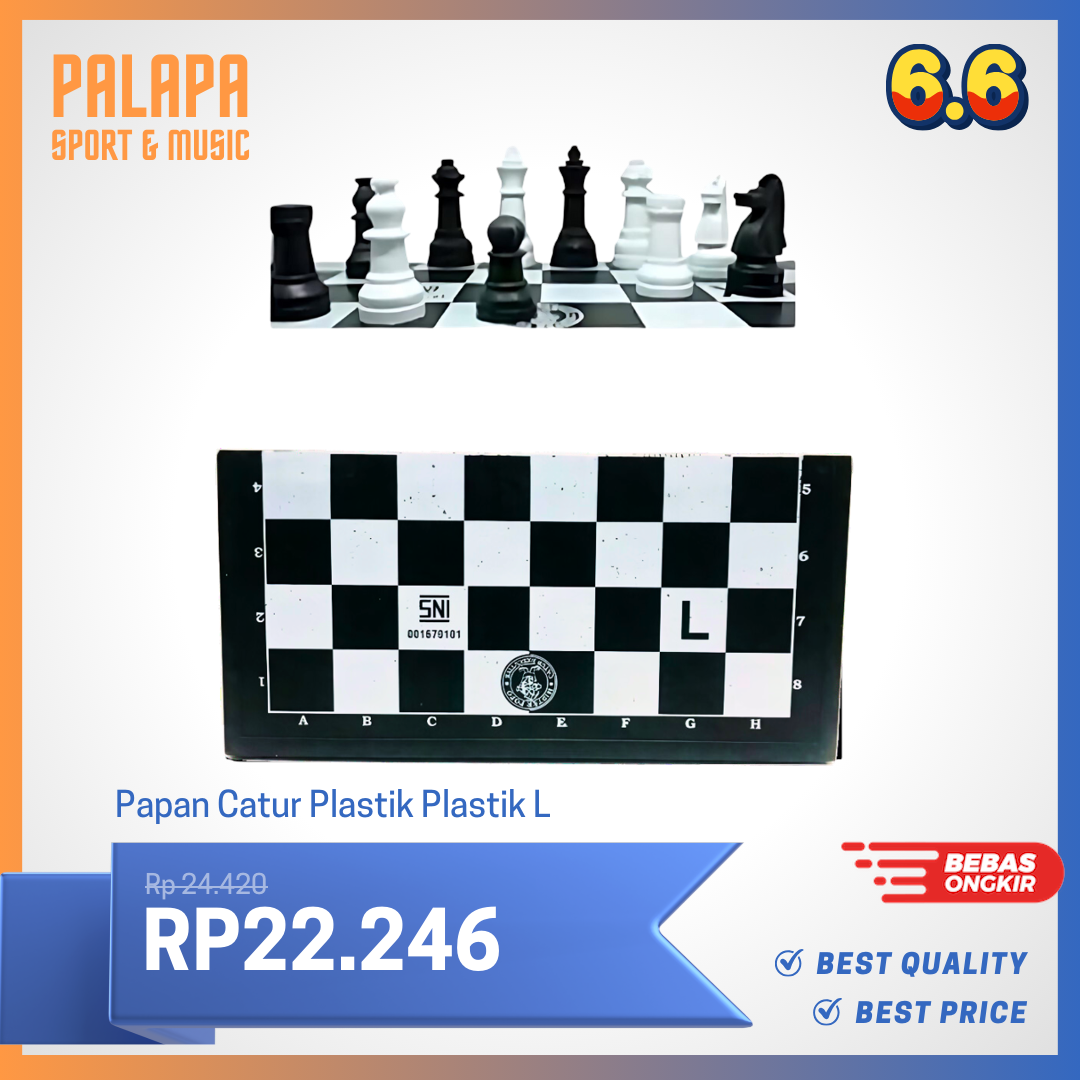 PALAPA
SPORT & MUSIC
6.6
4
5
3
6
2
SNI
001670101
L
7
1
8
A B C D E F G H
Papan Catur Plastik Plastik L
Rp 24.420
RP22.246
BEBAS
ONGKIR
BEST QUALITY
BEST PRICE